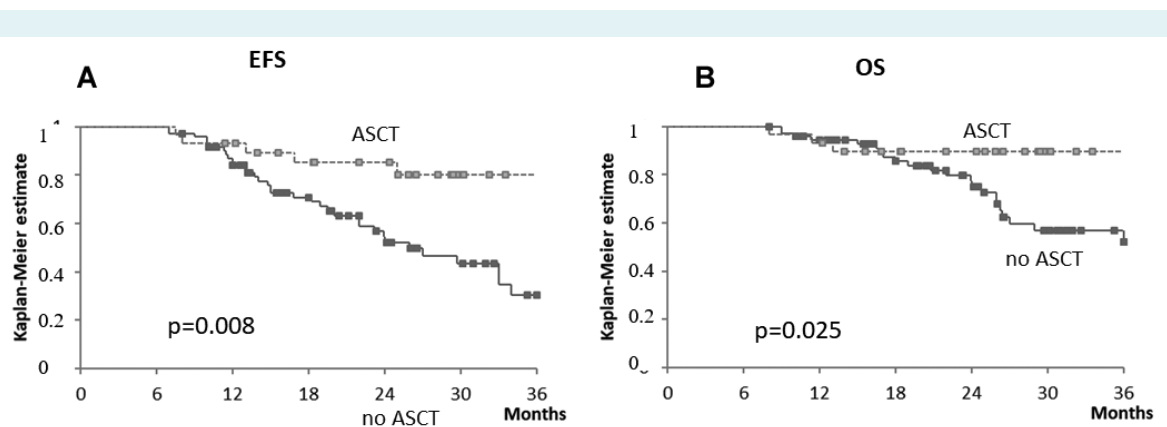 A
EFS
Kaplan-Meier estimate
1
0.8
0.6
0.4
0.2
0
ASCT
p=0.008
0 6 12 18 24 30 36
no ASCT
Months
B
OS
Kaplan-Meier estimate
1
0.8
0.6
0.4
0.2
0
ASCT
no ASCT
p=0.025
0 6 12 18 24 30 36
Months